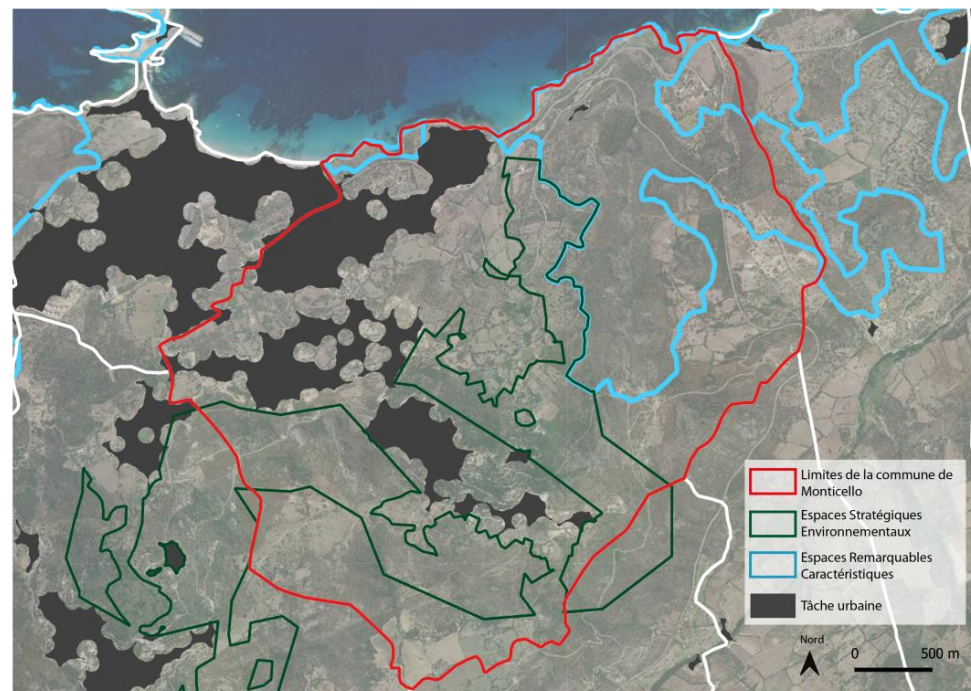 Limites de la commune de
Monticello
Espaces Stratégiques
Environnementaux
Espaces Remarquables
Caractéristiques
Tâche urbaine
Nord
0 500 m